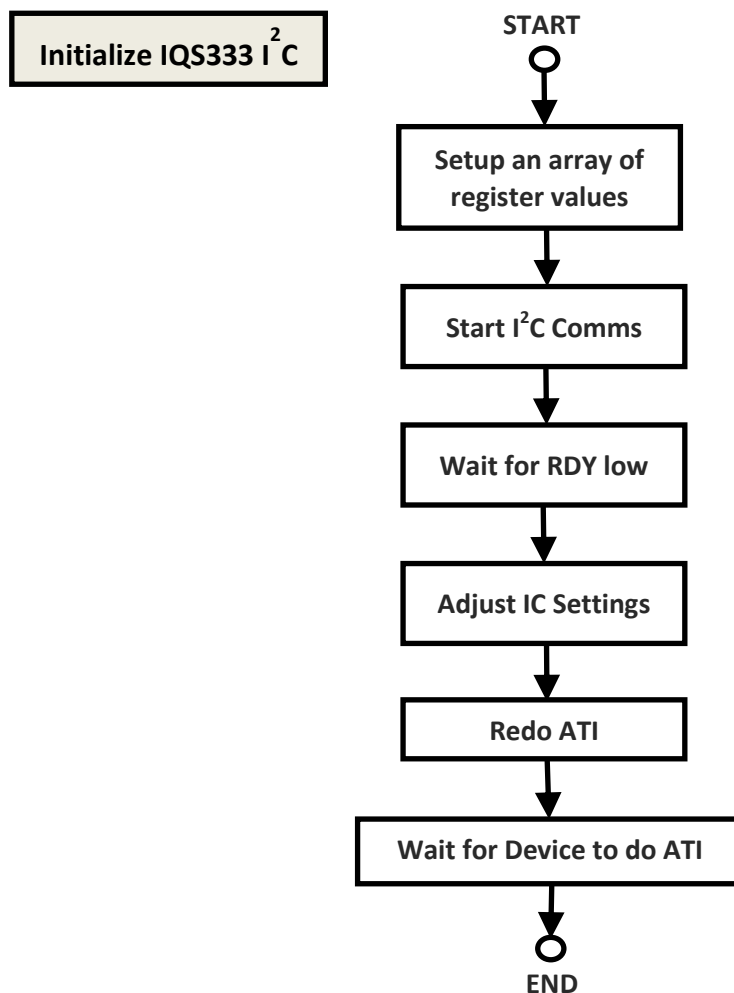 Initialize IQS333 I²C
START
Setup an array of
register values
Start I²C Comms
Wait for RDY low
Adjust IC Settings
Redo ATI
Wait for Device to do ATI
END